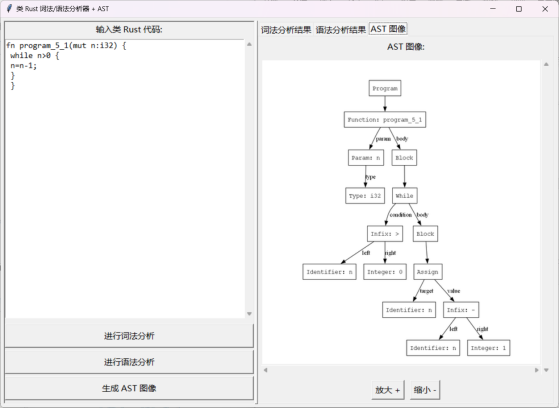 类 Rust 词法/语法分析器 + AST
输入类 Rust 代码:
fn program_5_1(mut n:i32) {
while n>0 {
n=n-1;
}
}
进行词法分析
进行语法分析
生成 AST 图像
词法分析结果 语法分析结果 AST 图像
AST 图像:
Program
Function: program_5_1
param body
Param: n Block
type
Type: i32 While
condition body
Infix: > Block
left right
Identifier: n Integer: 0 Assign
target value
Identifier: n Infix: -
left right
Identifier: n Integer: 1
放大 + 缩小 -